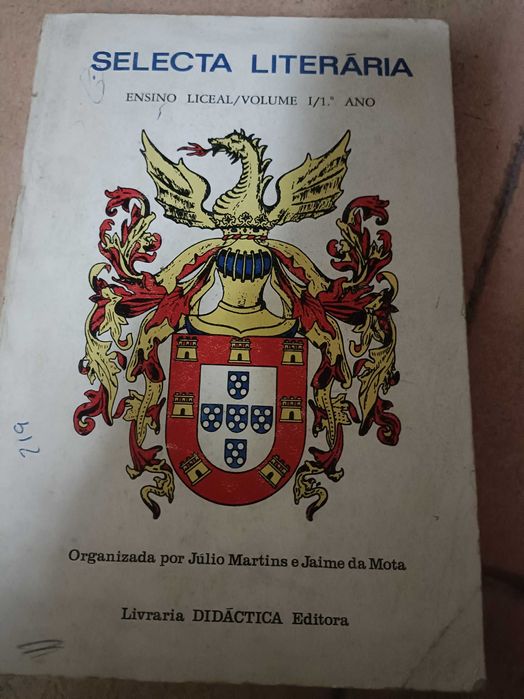 SELECTA LITERÁRIA
ENSINO LICEAL/VOLUME I/1.º ANO
219
Organizada por Júlio Martins e Jaime da Mota
Livraria DIDÁCTICA Editora